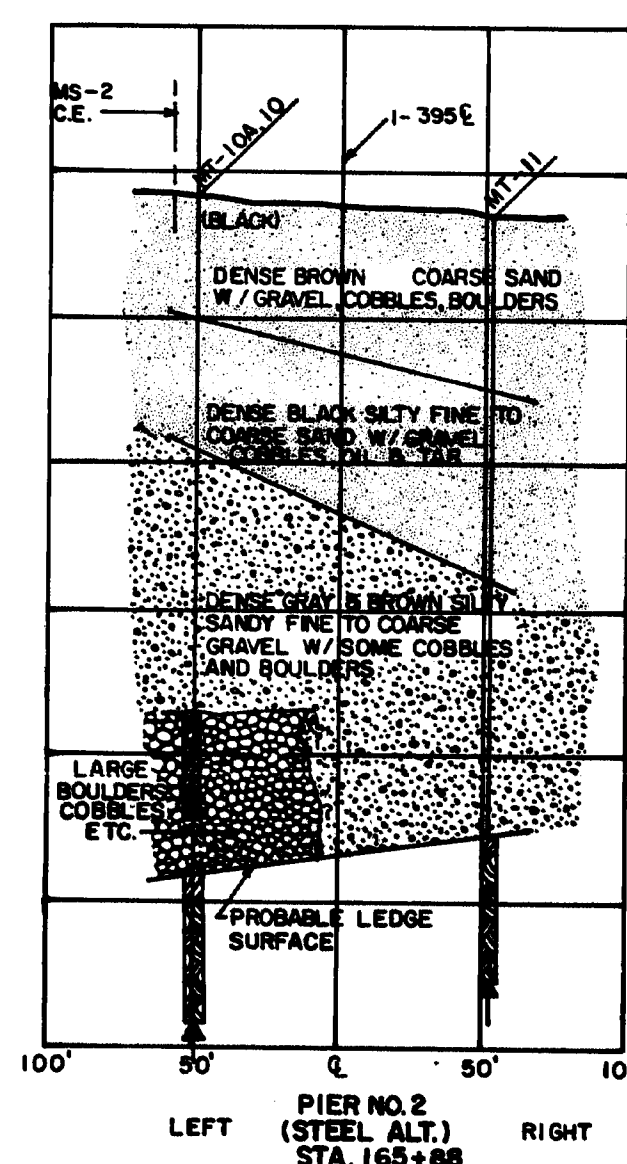 MS-2
C.E.
MT-10A,10
I-395 ℄
MT-11
(BLACK)
DENSE BROWN COARSE SAND
W/GRAVEL, COBBLES, BOULDERS
DENSE BLACK SILTY FINE TO
COARSE SAND W/GRAVEL
COBBLES, OIL & TAR
DENSE GRAY & BROWN SILTY
SANDY FINE TO COARSE
GRAVEL W/SOME COBBLES
AND BOULDERS
LARGE
BOULDERS
COBBLES
ETC.
PROBABLE LEDGE
SURFACE
100' 50' ℄ 50' 10
PIER NO. 2
LEFT (STEEL ALT.) RIGHT
STA. 165+88